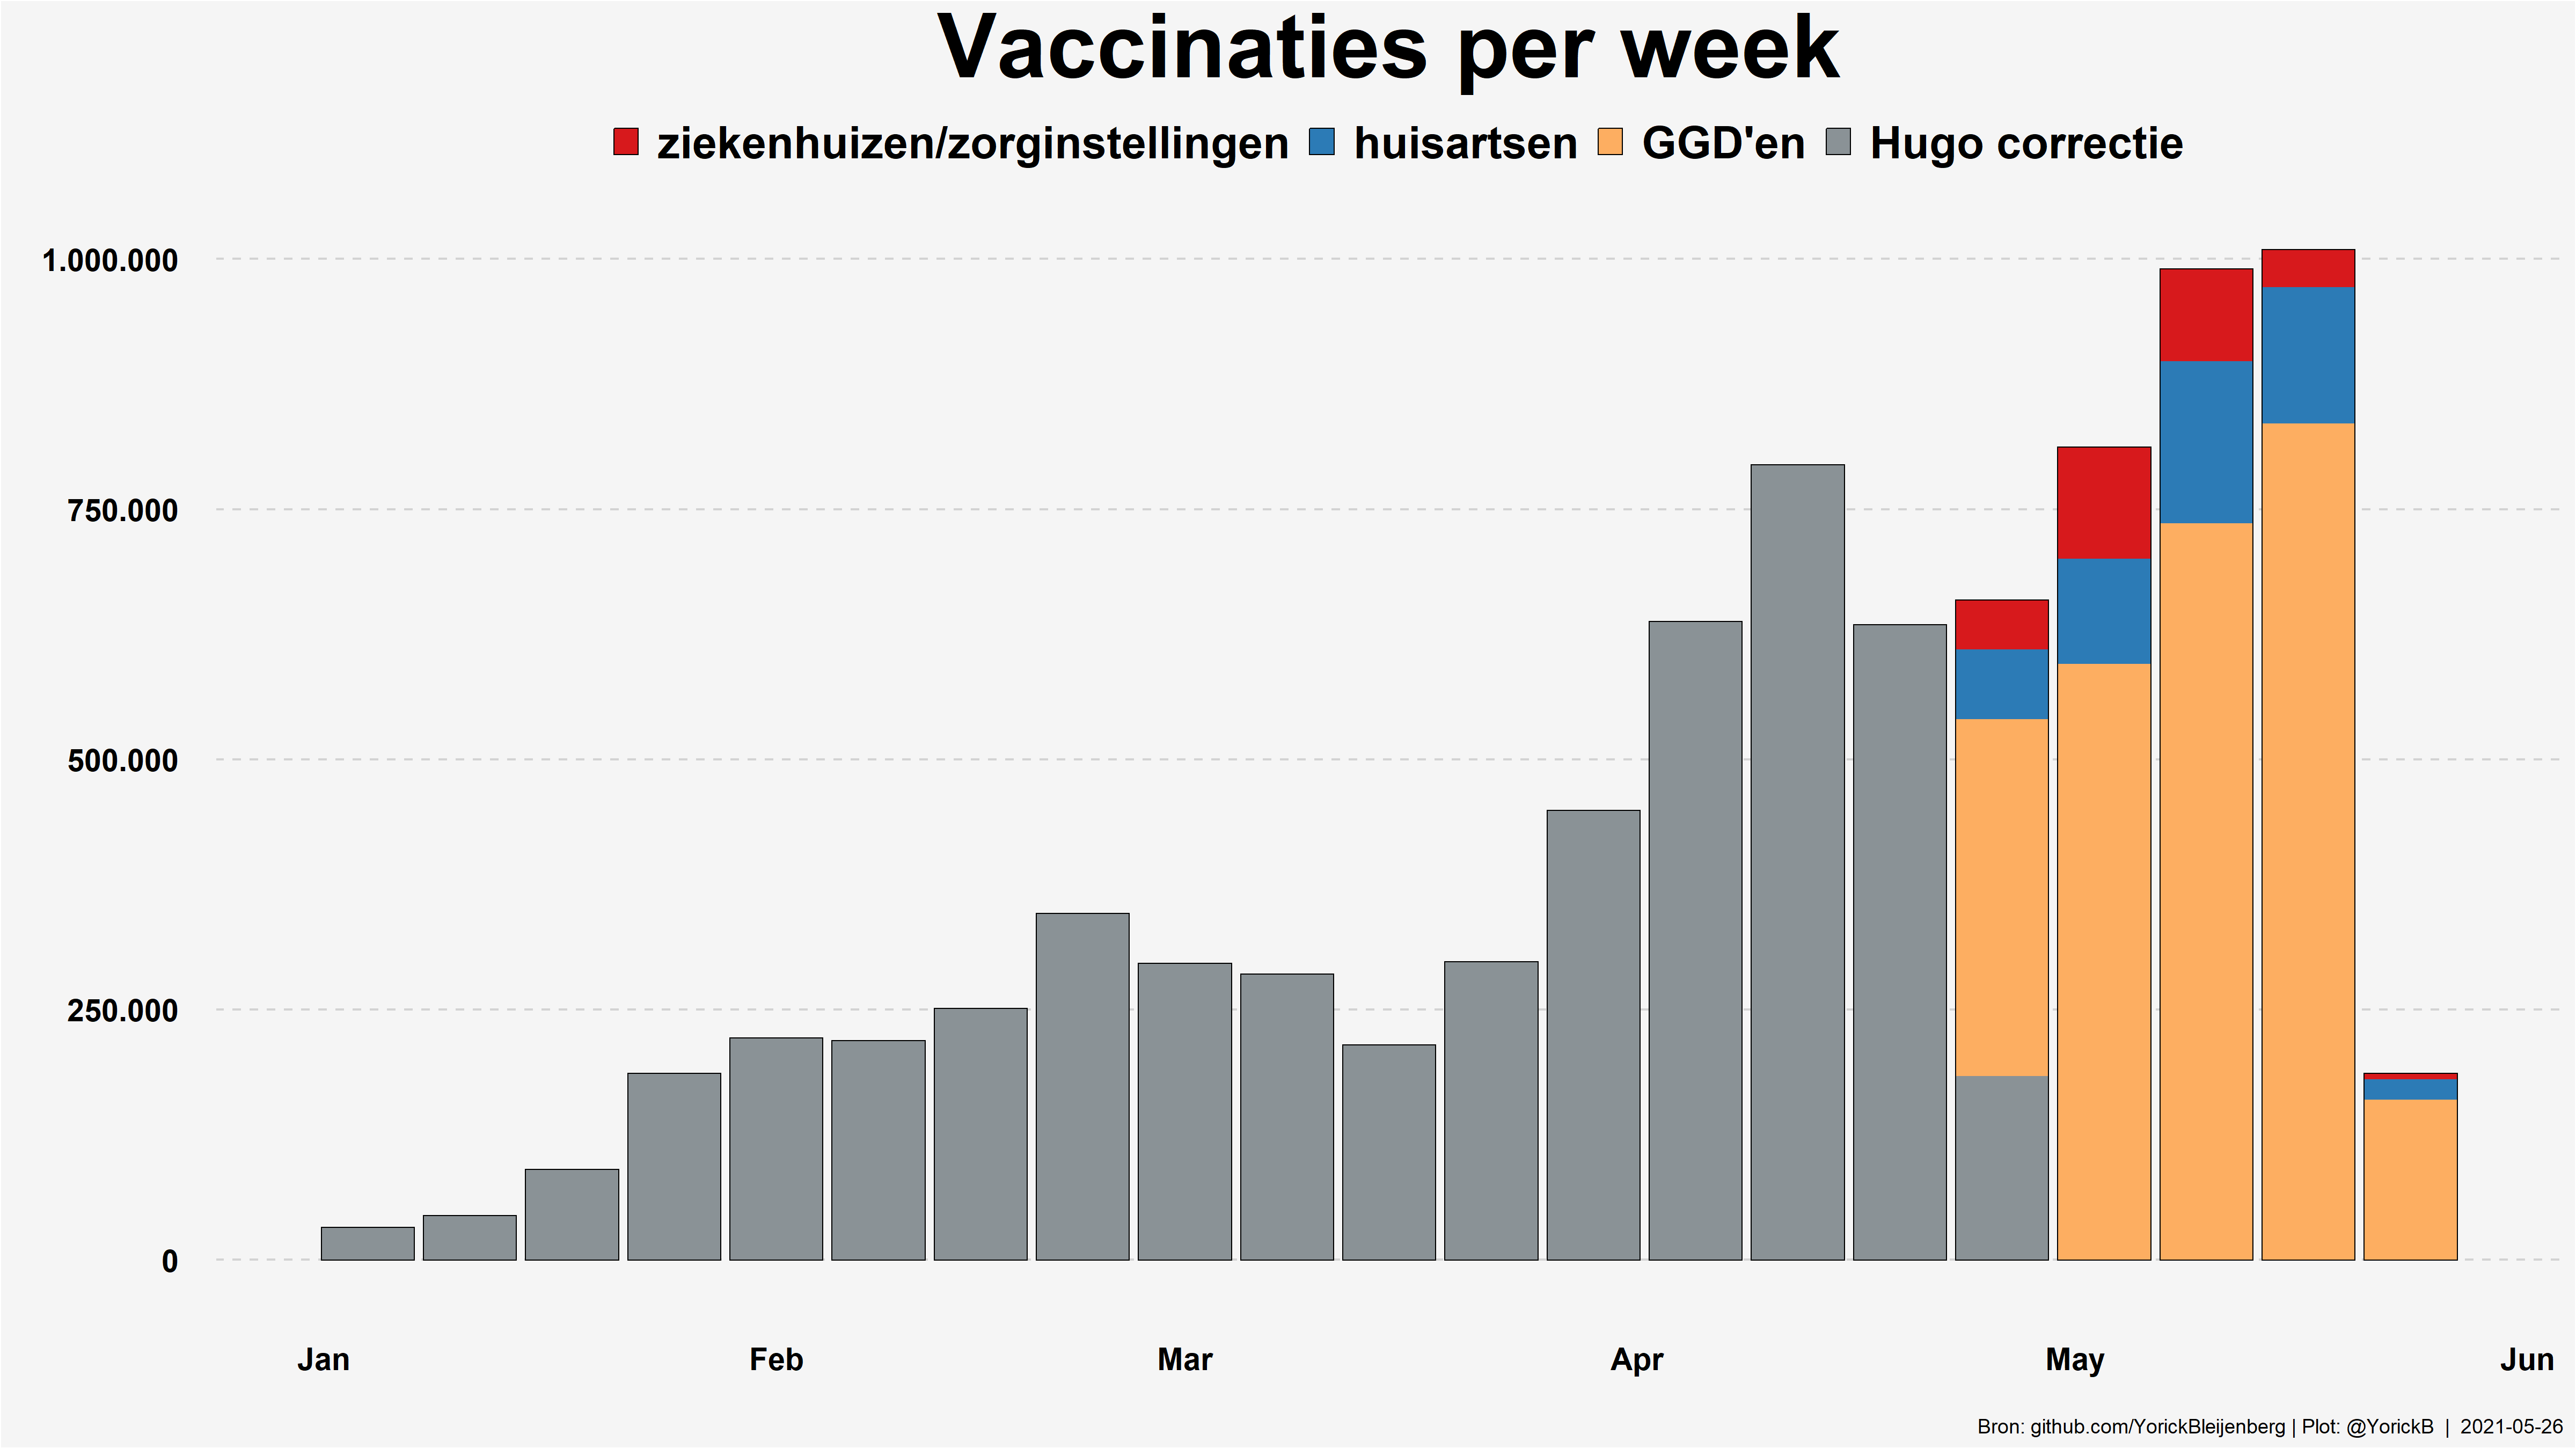 Vaccinaties per week
ziekenhuizen/zorginstellingen huisartsen GGD'en Hugo correctie
1.000.000
750.000
500.000
250.000
0
Jan Feb Mar Apr May Jun
Bron: github.com/YorickBleijenberg | Plot: @YorickB | 2021-05-26